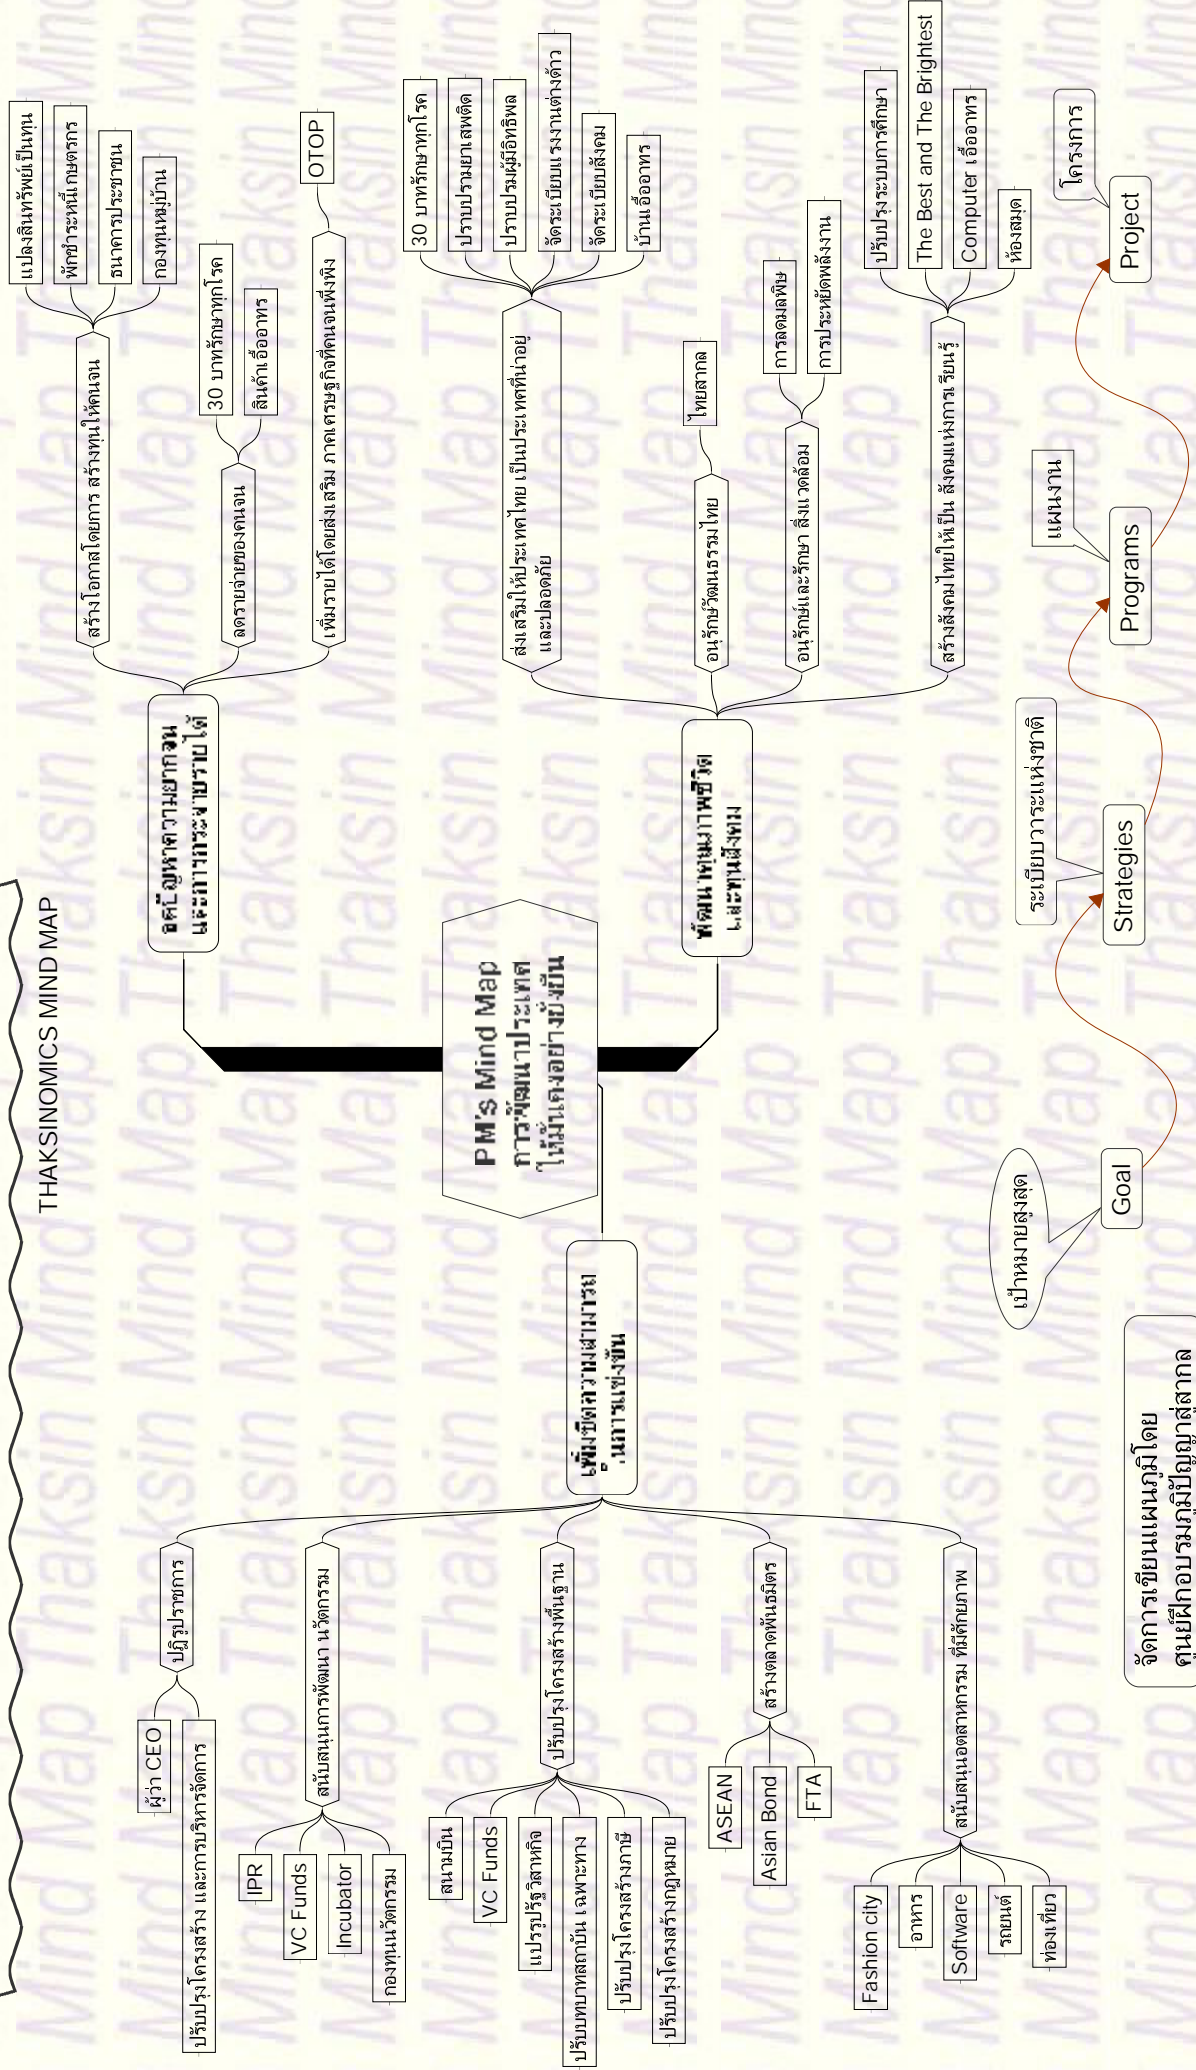 THAKSINOMICS MIND MAP
PM's Mind Map
การพัฒนาประเทศ
ให้มั่นคงอย่างยั่งยืน
ขจัดปัญหาความยากจน
และการกระจายรายได้
สร้างโอกาสโดยการ สร้างทุนให้คนจน
แปลงสินทรัพย์เป็นทุน
พักชำระหนี้เกษตรกร
ธนาคารประชาชน
กองทุนหมู่บ้าน
ลดรายจ่ายของคนจน
30 บาทรักษาทุกโรค
สินค้าเอื้ออาทร
เพิ่มรายได้โดยส่งเสริม ภาคเศรษฐกิจที่คนจนพึ่งพิง
OTOP
พัฒนาคุณภาพชีวิต
และทุนสังคม
ส่งเสริมให้ประเทศไทย เป็นประเทศที่น่าอยู่
และปลอดภัย
30 บาทรักษาทุกโรค
ปราบปรามยาเสพติด
ปราบปรมผู้มีอิทธิพล
จัดระเบียบแรงงานต่างด้าว
จัดระเบียบสังคม
บ้านเอื้ออาทร
อนุรักษ์วัฒนธรรมไทย
ไทยสากล
อนุรักษ์และรักษา สิ่งแวดล้อม
การลดมลพิษ
การประหยัดพลังงาน
สร้างสังคมไทยให้เป็น สังคมแห่งการเรียนรู้
ปรับปรุงระบบการศึกษา
The Best and The Brightest
Computer เอื้ออาทร
ห้องสมุด
เพิ่มขีดความสามารถ
ในการแข่งขัน
ปฏิรูปราชการ
ผู้ว่า CEO
ปรับปรุงโครงสร้าง และการบริหารจัดการ
สนับสนุนการพัฒนา นวัตกรรม
IPR
VC Funds
Incubator
กองทุนนวัตกรรม
ปรับปรุงโครงสร้างพื้นฐาน
สนามบิน
VC Funds
แปรรูปรัฐวิสาหกิจ
ปรับบทบาทสถาบัน เฉพาะทาง
ปรับปรุงโครงสร้างภาษี
ปรับปรุงโครงสร้างกฎหมาย
สร้างตลาดพันธมิตร
ASEAN
Asian Bond
FTA
สนับสนุนอุตสาหกรรม ที่มีศักยภาพ
Fashion city
อาหาร
Software
รถยนต์
ท่องเที่ยว
เป้าหมายสูงสุด
Goal
ระเบียบวาระแห่งชาติ
Strategies
แผนงาน
Programs
โครงการ
Project
จัดการเขียนแผนภูมิโดย
ศูนย์ฝึกอบรมภูมิปัญญาสู่สากล
Mind Map Thaksin Mind Map Thaksin Mind Map Thaksin Mind